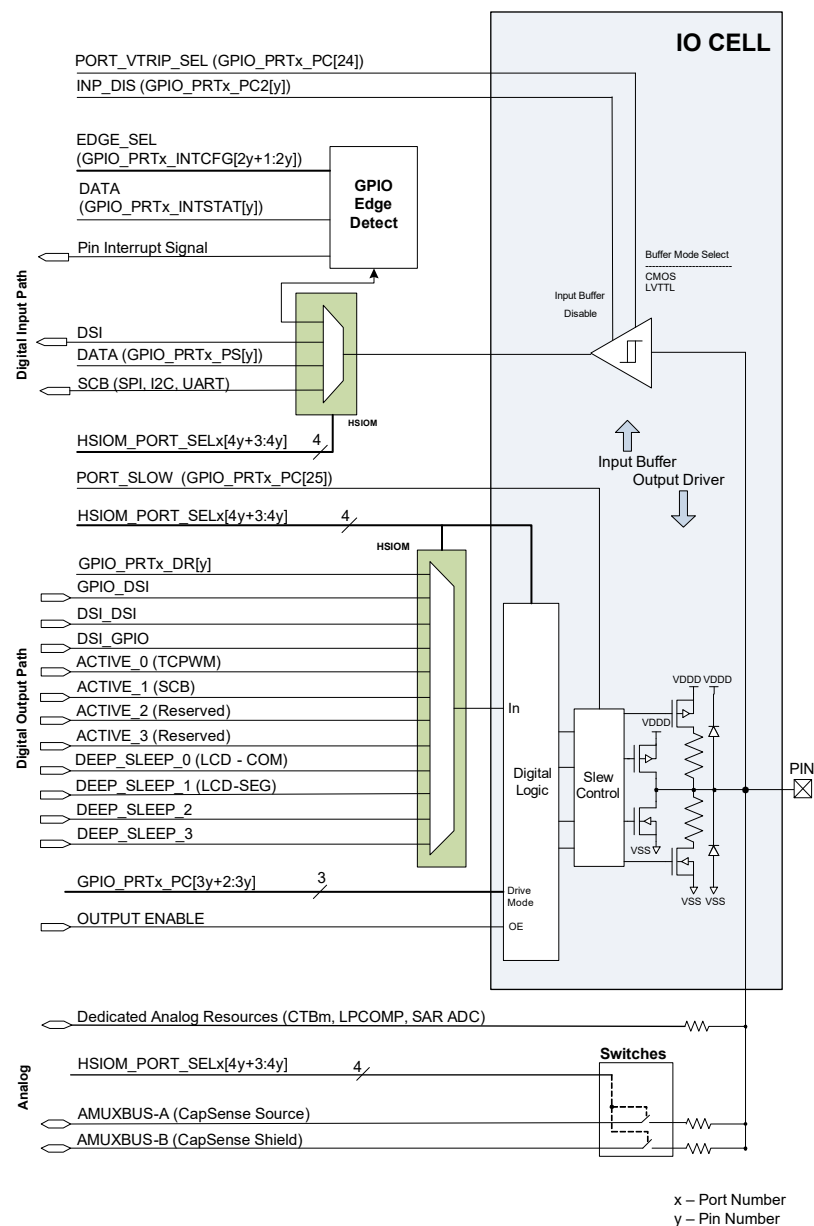 IO CELL
PORT_VTRIP_SEL (GPIO_PRTx_PC[24])
INP_DIS (GPIO_PRTx_PC2[y])
EDGE_SEL
(GPIO_PRTx_INTCFG[2y+1:2y])
DATA
(GPIO_PRTx_INTSTAT[y])
Pin Interrupt Signal
GPIO
Edge
Detect
Buffer Mode Select
--------------------------
CMOS
LVTTL
Input Buffer
Disable
Digital Input Path
DSI
DATA (GPIO_PRTx_PS[y])
SCB (SPI, I2C, UART)
HSIOM
HSIOM_PORT_SELx[4y+3:4y]
4
Input Buffer
Output Driver
PORT_SLOW (GPIO_PRTx_PC[25])
HSIOM_PORT_SELx[4y+3:4y]
4
HSIOM
Digital Output Path
GPIO_PRTx_DR[y]
GPIO_DSI
DSI_DSI
DSI_GPIO
ACTIVE_0 (TCPWM)
ACTIVE_1 (SCB)
ACTIVE_2 (Reserved)
ACTIVE_3 (Reserved)
DEEP_SLEEP_0 (LCD - COM)
DEEP_SLEEP_1 (LCD-SEG)
DEEP_SLEEP_2
DEEP_SLEEP_3
GPIO_PRTx_PC[3y+2:3y]
3
OUTPUT ENABLE
In
Digital
Logic
Drive
Mode
OE
Slew
Control
VDDD VDDD
VDDD
VSS
VSS VSS
PIN
Dedicated Analog Resources (CTBm, LPCOMP, SAR ADC)
Analog
HSIOM_PORT_SELx[4y+3:4y]
4
Switches
AMUXBUS-A (CapSense Source)
AMUXBUS-B (CapSense Shield)
x – Port Number
y – Pin Number